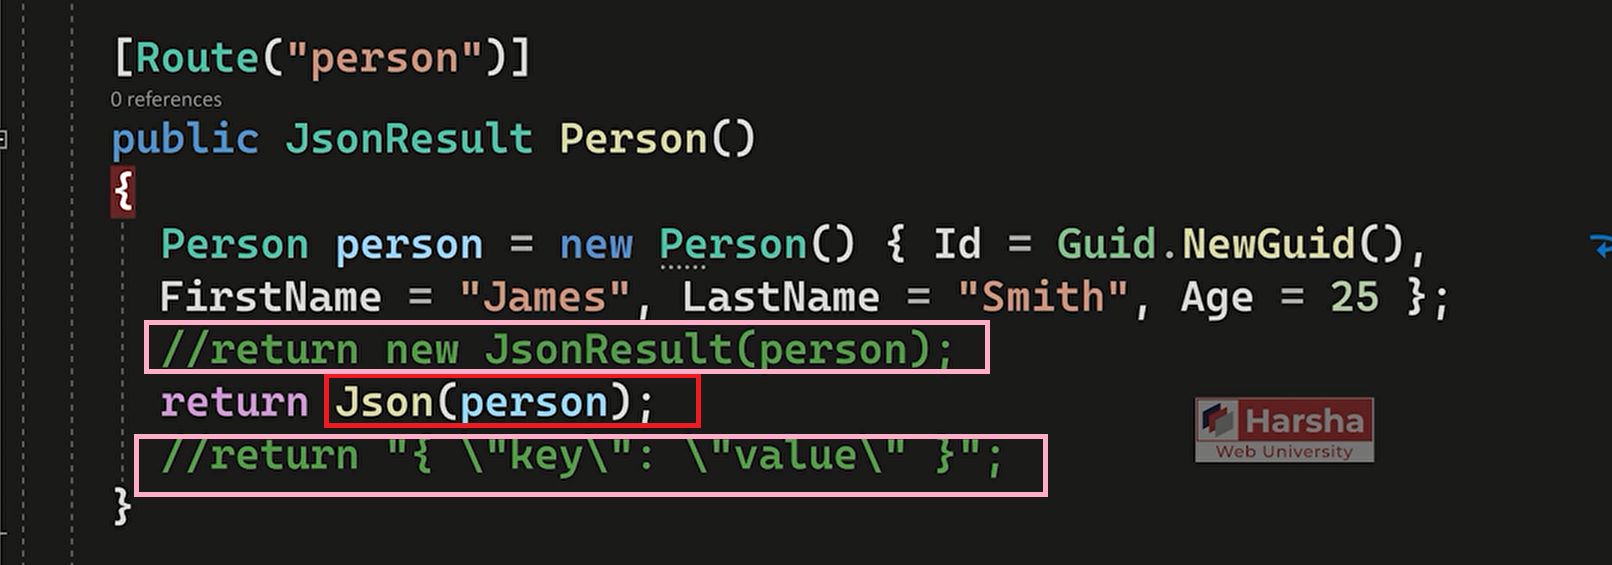 [Route("person")]
0 references
public JsonResult Person()
{
Person person = new Person() { Id = Guid.NewGuid(),
FirstName = "James", LastName = "Smith", Age = 25 };
//return new JsonResult(person);
return Json(person);
//return "{ \"key\": \"value\" }";
}
Harsha
Web University